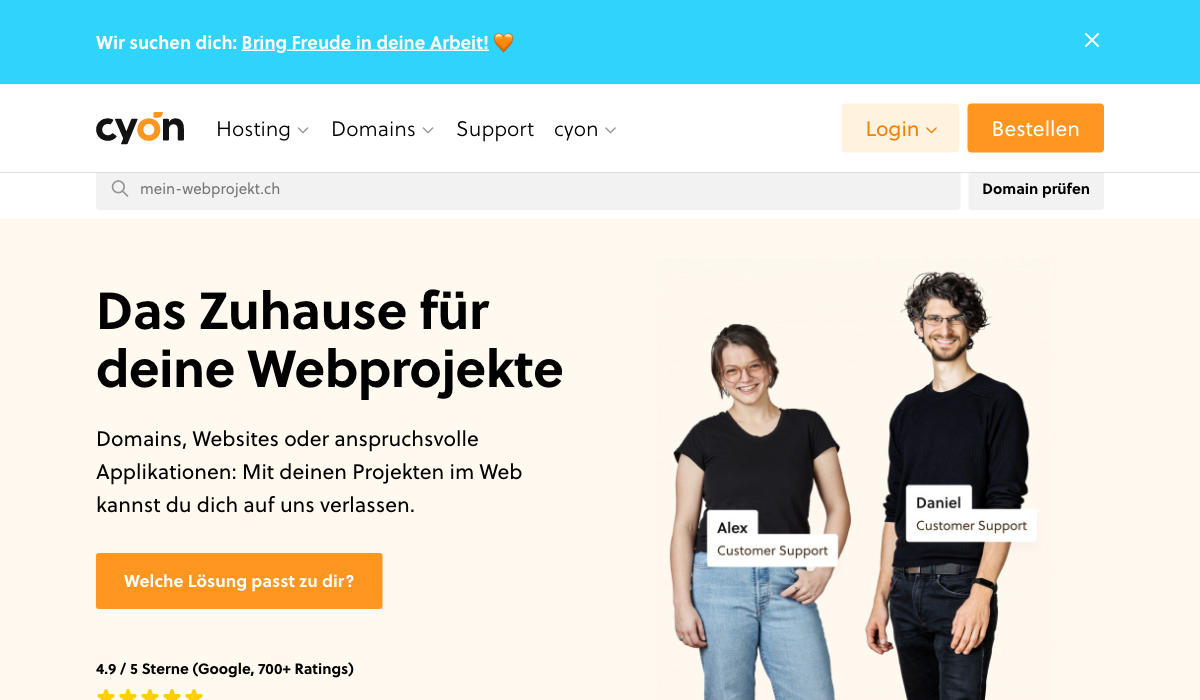 Wir suchen dich: Bring Freude in deine Arbeit! 🧡
cyon Hosting Domains Support cyon Login Bestellen
mein-webprojekt.ch Domain prüfen
Das Zuhause für
deine Webprojekte
Domains, Websites oder anspruchsvolle
Applikationen: Mit deinen Projekten im Web
kannst du dich auf uns verlassen.
Welche Lösung passt zu dir?
4.9 / 5 Sterne (Google, 700+ Ratings)
Alex
Customer Support
Daniel
Customer Support